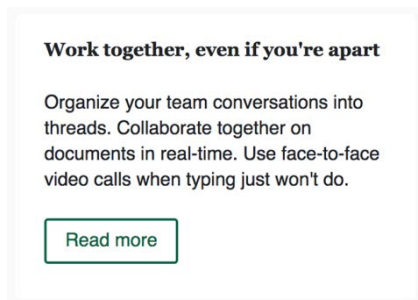 Work together, even if you're apart
Organize your team conversations into
threads. Collaborate together on
documents in real-time. Use face-to-face
video calls when typing just won't do.
Read more